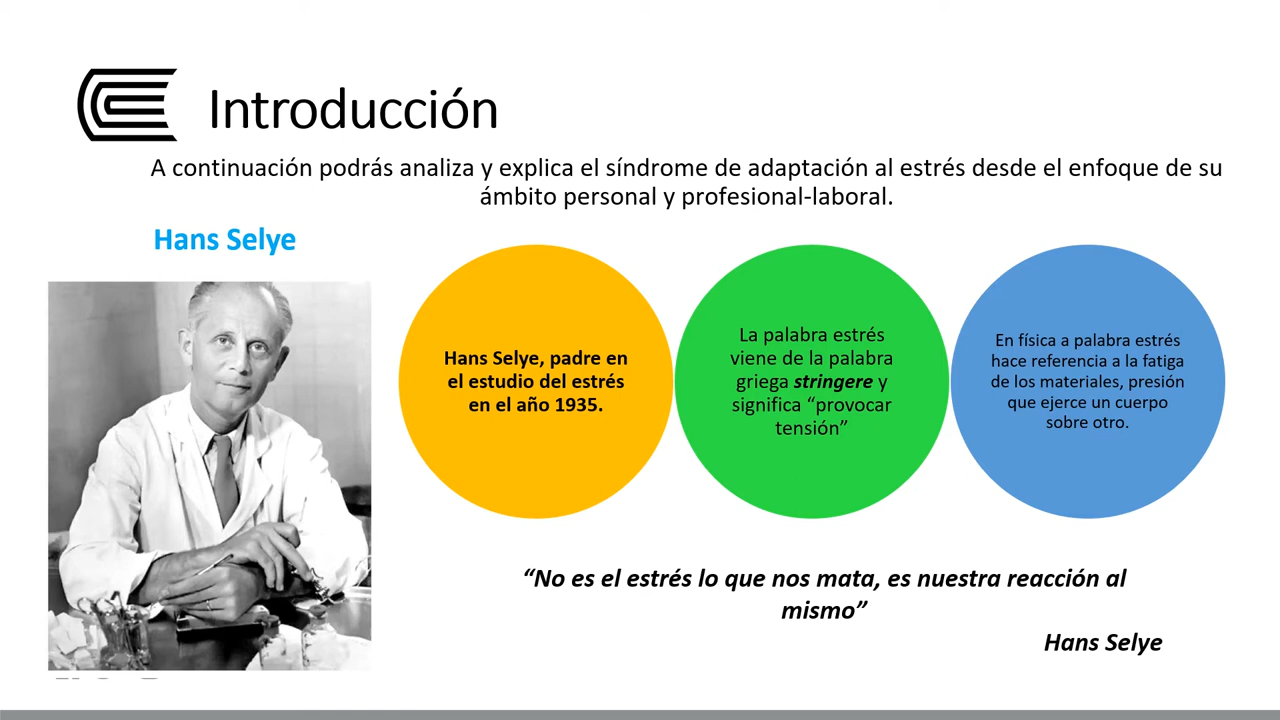 Introducción
A continuación podrás analiza y explica el síndrome de adaptación al estrés desde el enfoque de su
ámbito personal y profesional-laboral.
Hans Selye
Hans Selye, padre en
el estudio del estrés
en el año 1935.
La palabra estrés
viene de la palabra
griega stringere y
significa “provocar
tensión”
En física a palabra estrés
hace referencia a la fatiga
de los materiales, presión
que ejerce un cuerpo
sobre otro.
“No es el estrés lo que nos mata, es nuestra reacción al
mismo”
Hans Selye